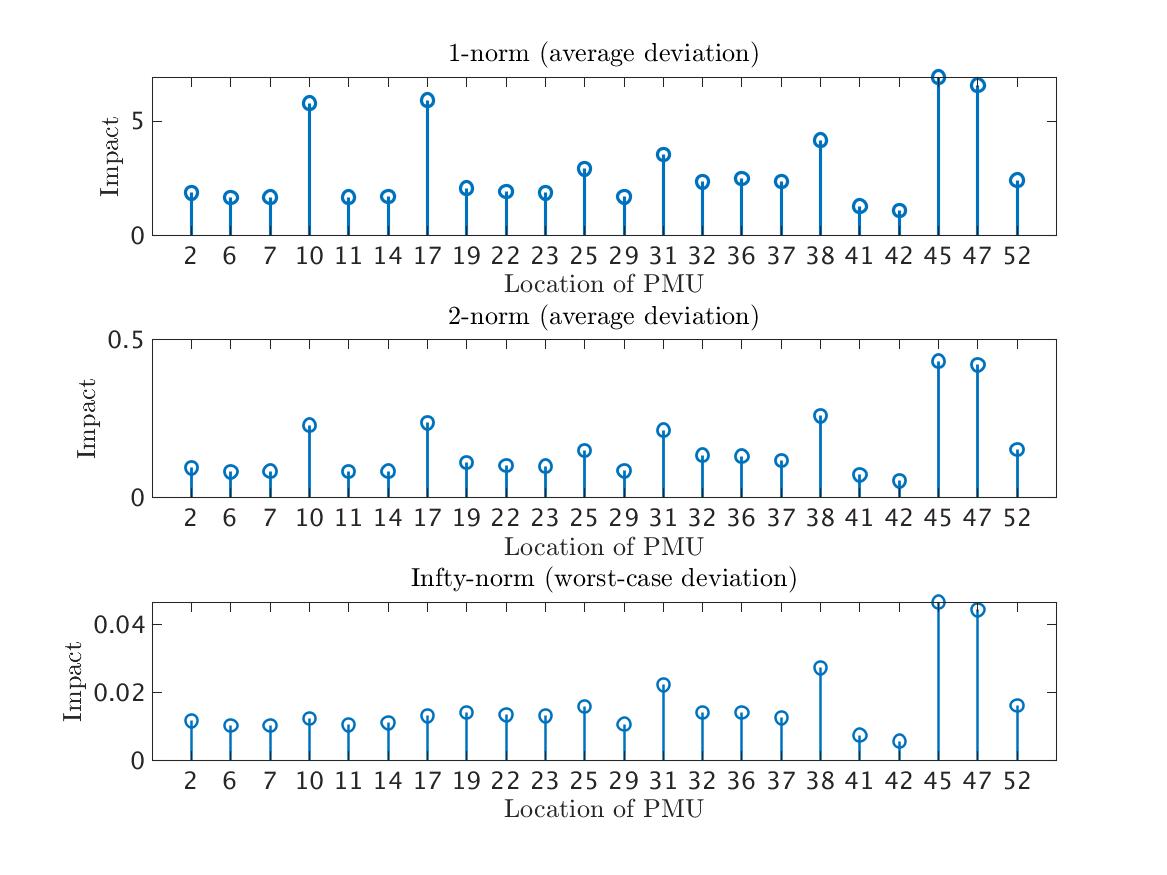 1-norm (average deviation)
5
0
Impact
2 6 7 10 11 14 17 19 22 23 25 29 31 32 36 37 38 41 42 45 47 52
Location of PMU
2-norm (average deviation)
0.5
0
Impact
2 6 7 10 11 14 17 19 22 23 25 29 31 32 36 37 38 41 42 45 47 52
Location of PMU
Infty-norm (worst-case deviation)
0.04
0.02
0
Impact
2 6 7 10 11 14 17 19 22 23 25 29 31 32 36 37 38 41 42 45 47 52
Location of PMU